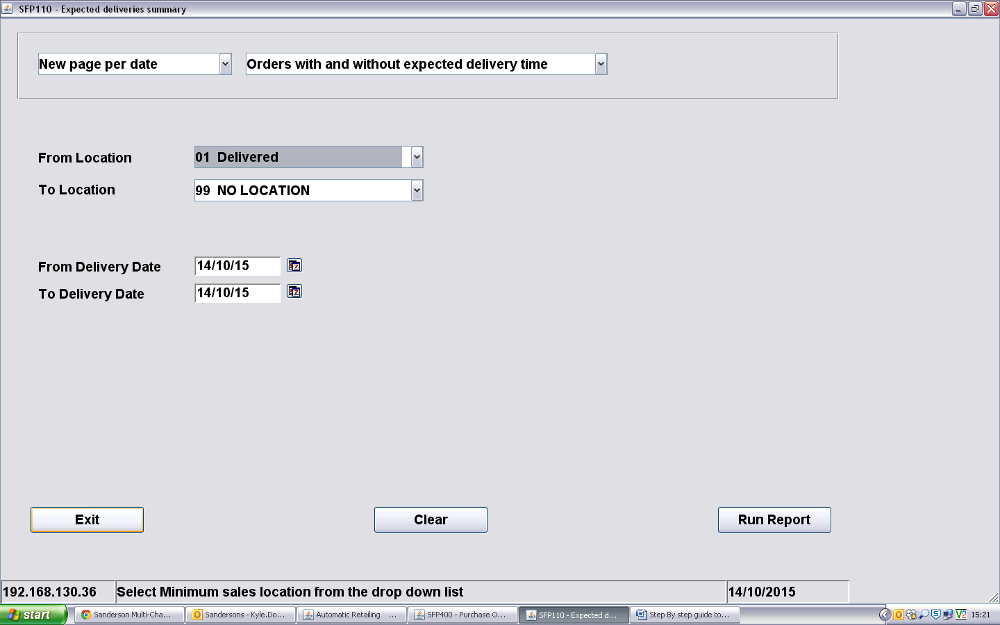 SFP110 - Expected deliveries summary
New page per date
Orders with and without expected delivery time
From Location
01 Delivered
To Location
99 NO LOCATION
From Delivery Date
14/10/15
To Delivery Date
14/10/15
Exit
Clear
Run Report
192.168.130.36
Select Minimum sales location from the drop down list
14/10/2015
start
Sanderson Multi-Cha...
Sandersons - Kyle.Do...
Automatic Retailing ...
SFP400 - Purchase O...
SFP110 - Expected d...
Step By step guide to...
15:21